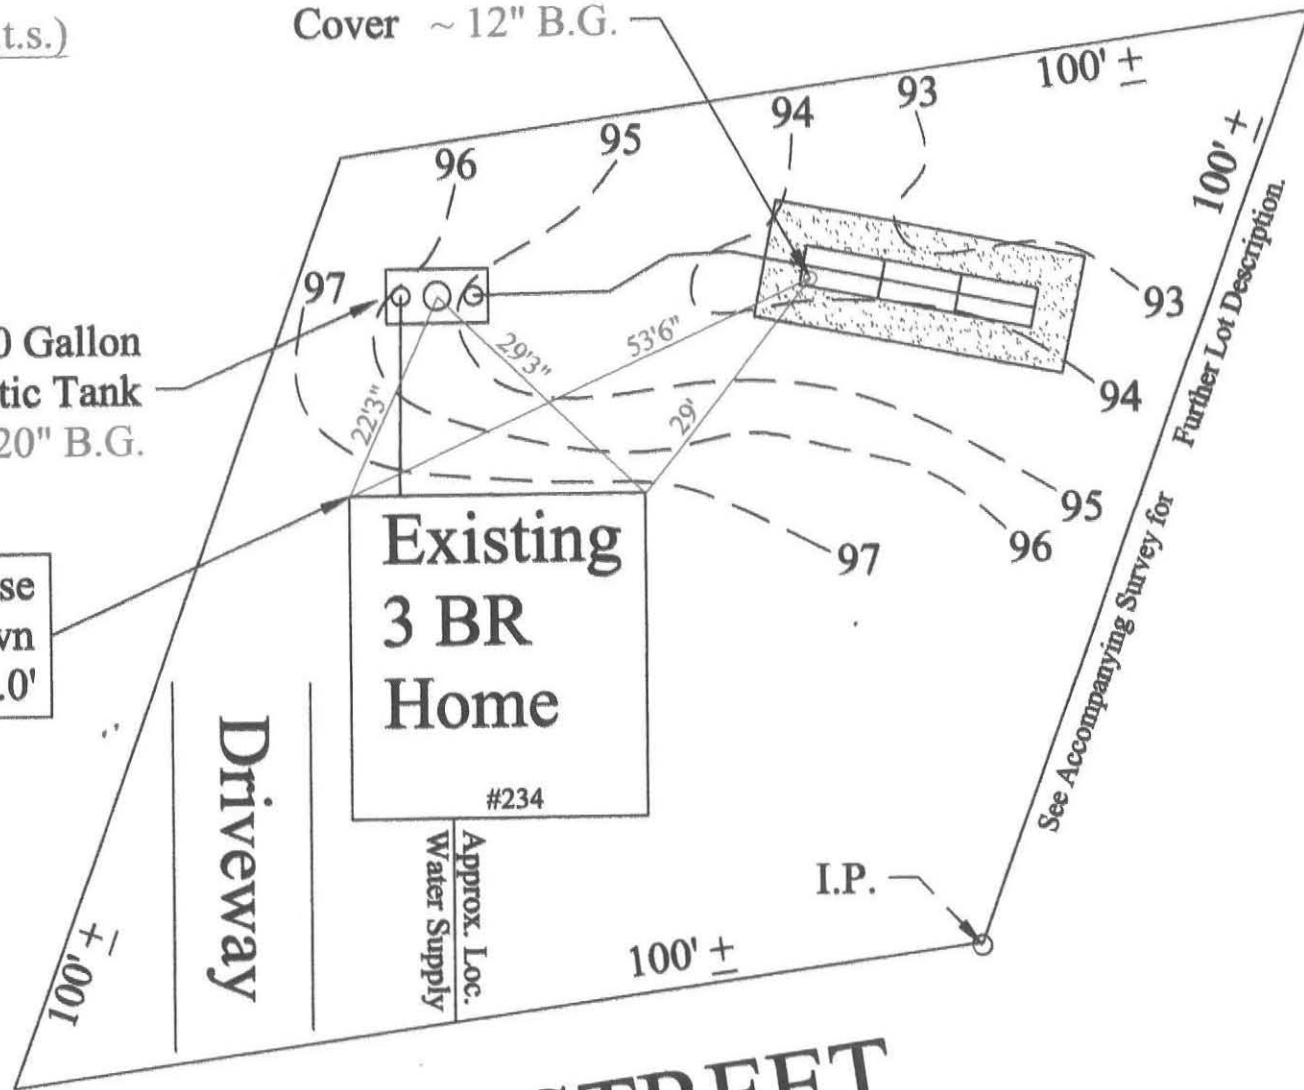 t.s.)
Cover ~ 12" B.G.
100' ±
93
94
95
96
100' ±
97
93
0 Gallon
tic Tank
20" B.G.
53'6"
29'3"
22'3"
29'
94
95
96
97
See Accompanying Survey for Further Lot Description.
Existing
3 BR
Home
#234
se
vn
.0'
Driveway
Approx. Loc.
Water Supply
I.P.
100' ±
100' ±
STREET